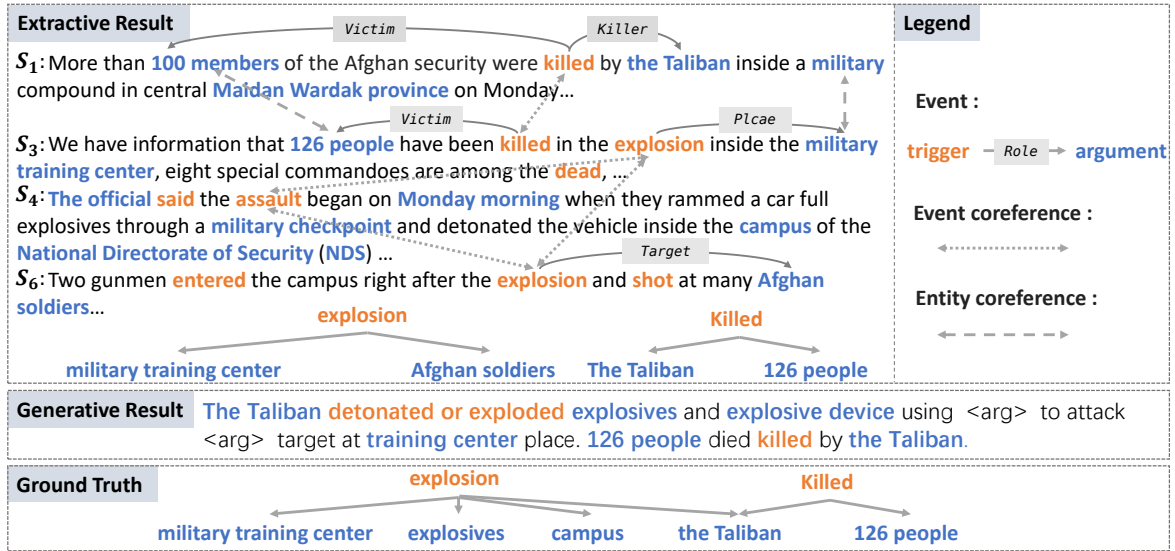 Extractive Result
Victim
Killer
S1: More than 100 members of the Afghan security were killed by the Taliban inside a military
compound in central Maidan Wardak province on Monday...
Victim
Plcae
S3: We have information that 126 people have been killed in the explosion inside the military
training center, eight special commandoes are among the dead, ...
S4: The official said the assault began on Monday morning when they rammed a car full
explosives through a military checkpoint and detonated the vehicle inside the campus of the
National Directorate of Security (NDS) ...
Target
S6: Two gunmen entered the campus right after the explosion and shot at many Afghan
soldiers...
explosion
Killed
military training center
Afghan soldiers
The Taliban
126 people
Legend
Event :
trigger
Role
argument
Event coreference :
Entity coreference :
Generative Result
The Taliban detonated or exploded explosives and explosive device using <arg> to attack
<arg> target at training center place. 126 people died killed by the Taliban.
Ground Truth
explosion
Killed
military training center
explosives
campus
the Taliban
126 people